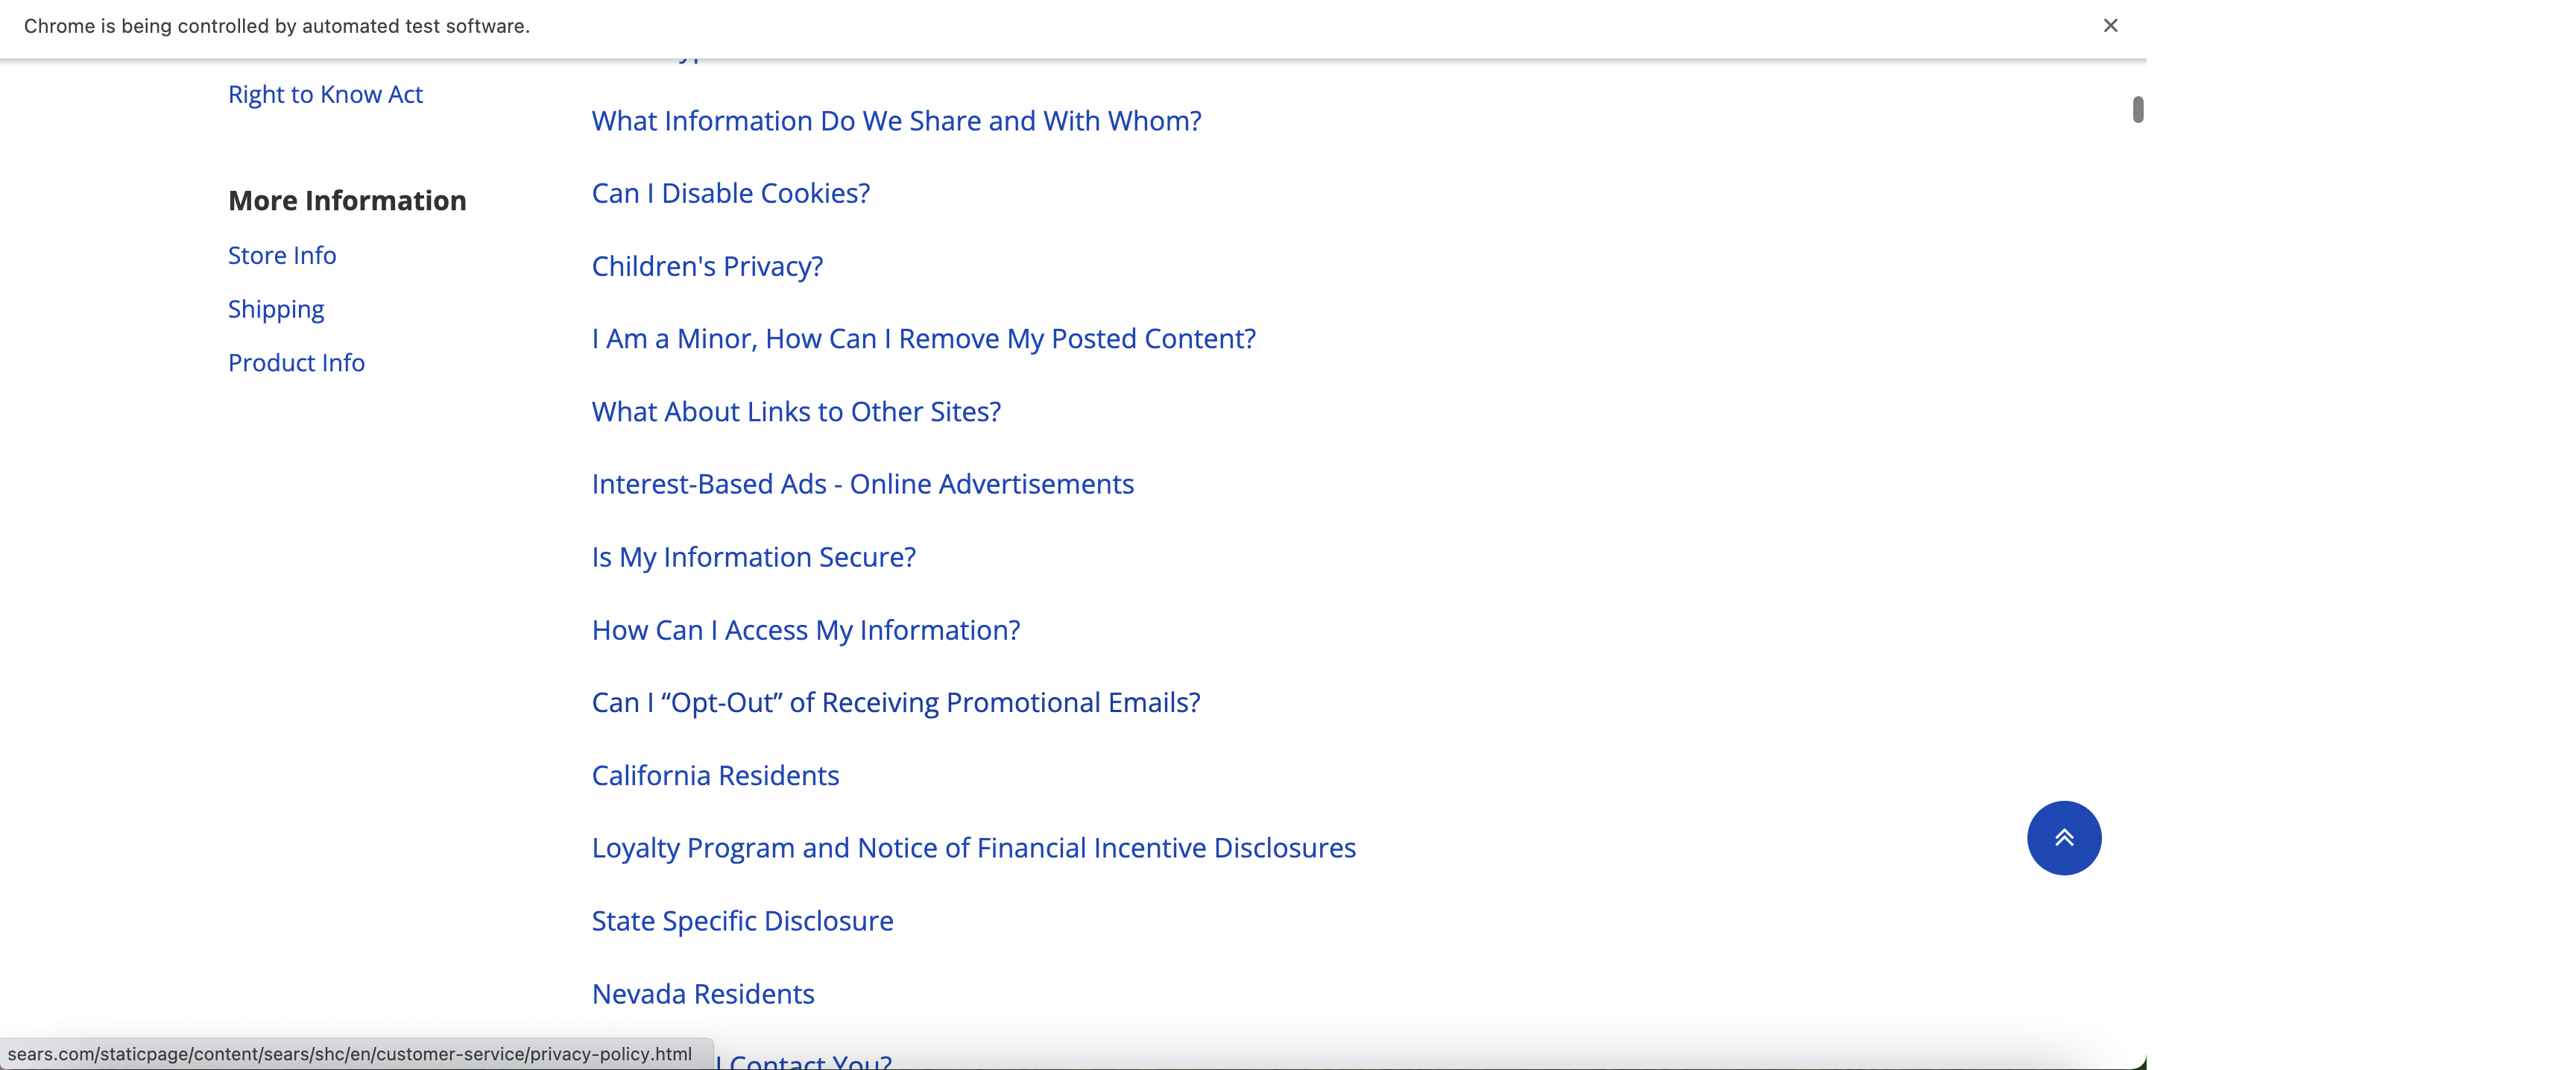 Chrome is being controlled by automated test software.
Right to Know Act
More Information
Store Info
Shipping
Product Info
What Information Do We Share and With Whom?
Can I Disable Cookies?
Children's Privacy?
I Am a Minor, How Can I Remove My Posted Content?
What About Links to Other Sites?
Interest-Based Ads - Online Advertisements
Is My Information Secure?
How Can I Access My Information?
Can I “Opt-Out” of Receiving Promotional Emails?
California Residents
Loyalty Program and Notice of Financial Incentive Disclosures
State Specific Disclosure
Nevada Residents
I Contact You?
sears.com/staticpage/content/sears/shc/en/customer-service/privacy-policy.html